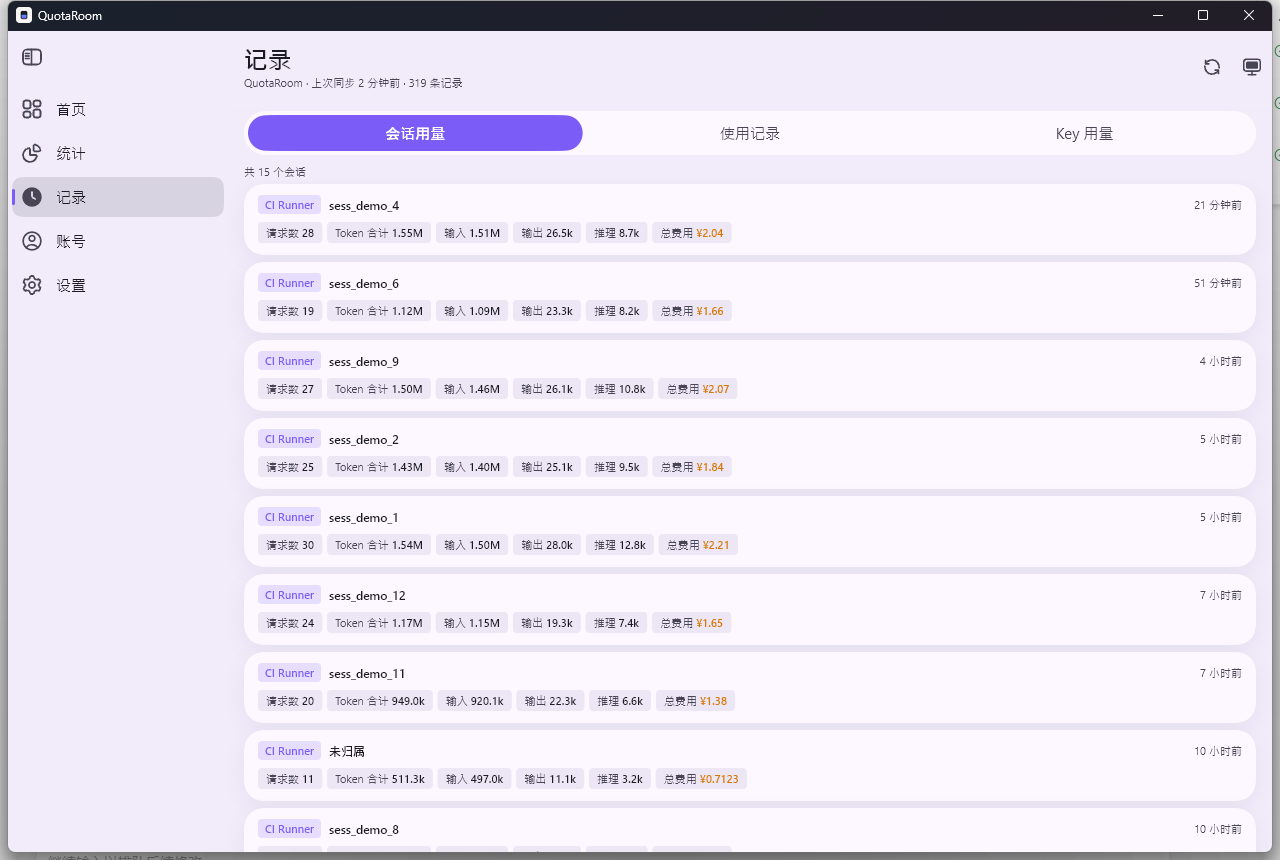 QuotaRoom
首页
统计
记录
账号
设置
记录
QuotaRoom · 上次同步 2 分钟前 · 319 条记录
会话用量 使用记录 Key 用量
共 15 个会话
CI Runner sess_demo_4 21 分钟前
请求数 28 Token 合计 1.55M 输入 1.51M 输出 26.5k 推理 8.7k 总费用 ¥2.04
CI Runner sess_demo_6 51 分钟前
请求数 19 Token 合计 1.12M 输入 1.09M 输出 23.3k 推理 8.2k 总费用 ¥1.66
CI Runner sess_demo_9 4 小时前
请求数 27 Token 合计 1.50M 输入 1.46M 输出 26.1k 推理 10.8k 总费用 ¥2.07
CI Runner sess_demo_2 5 小时前
请求数 25 Token 合计 1.43M 输入 1.40M 输出 25.1k 推理 9.5k 总费用 ¥1.84
CI Runner sess_demo_1 5 小时前
请求数 30 Token 合计 1.54M 输入 1.50M 输出 28.0k 推理 12.8k 总费用 ¥2.21
CI Runner sess_demo_12 7 小时前
请求数 24 Token 合计 1.17M 输入 1.15M 输出 19.3k 推理 7.4k 总费用 ¥1.65
CI Runner sess_demo_11 7 小时前
请求数 20 Token 合计 949.0k 输入 920.1k 输出 22.3k 推理 6.6k 总费用 ¥1.38
CI Runner 未归属 10 小时前
请求数 11 Token 合计 511.3k 输入 497.0k 输出 11.1k 推理 3.2k 总费用 ¥0.7123
CI Runner sess_demo_8 10 小时前